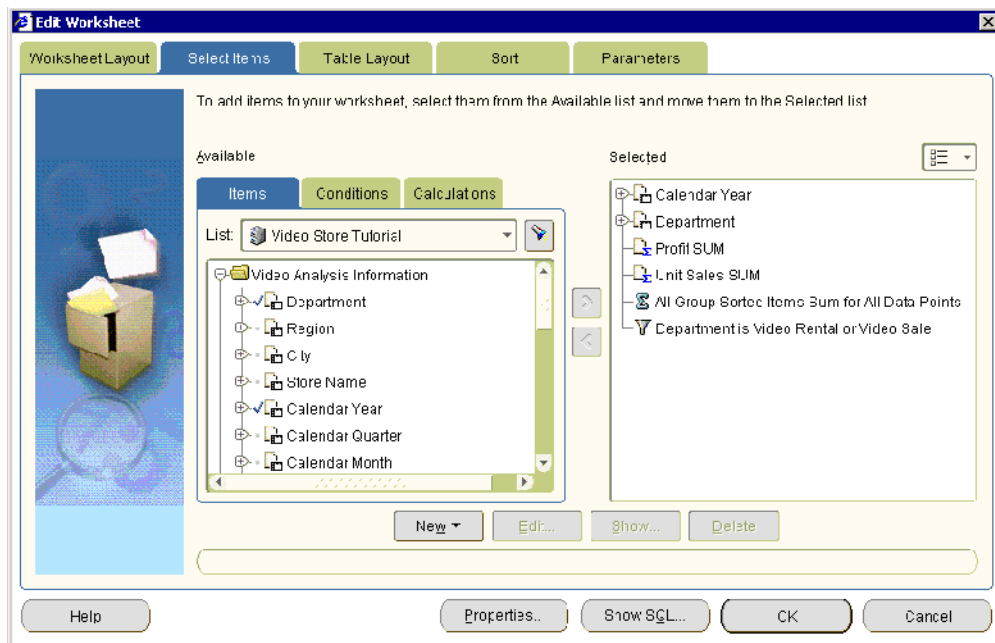 Edit Worksheet
Worksheet Layout
Select Items
Table Layout
Sort
Parameters
To add items to your worksheet, select them from the Available list and move them to the Selected list
Available
Selected
Items
Conditions
Calculations
List:
Video Store Tutorial
Video Analysis Information
Department
Region
City
Store Name
Calendar Year
Calendar Quarter
Calendar Month
Calendar Year
Department
Profit SUM
Unit Sales SUM
All Group Sorted Items Sum for All Data Points
Department is Video Rental or Video Sale
New
Edit...
Show...
Delete
Help
Properties..
Show SQL...
OK
Cancel